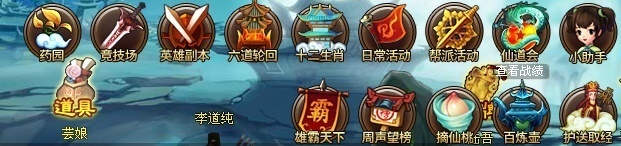 药园 竟技场 英雄副本 六道轮回 十二生肖 日常活动 帮派活动 仙道会 小助手
查看战绩
道具
芸娘
李道纯
霸
雄霸天下 周声望榜 摘仙桃 百炼壶 护送取经